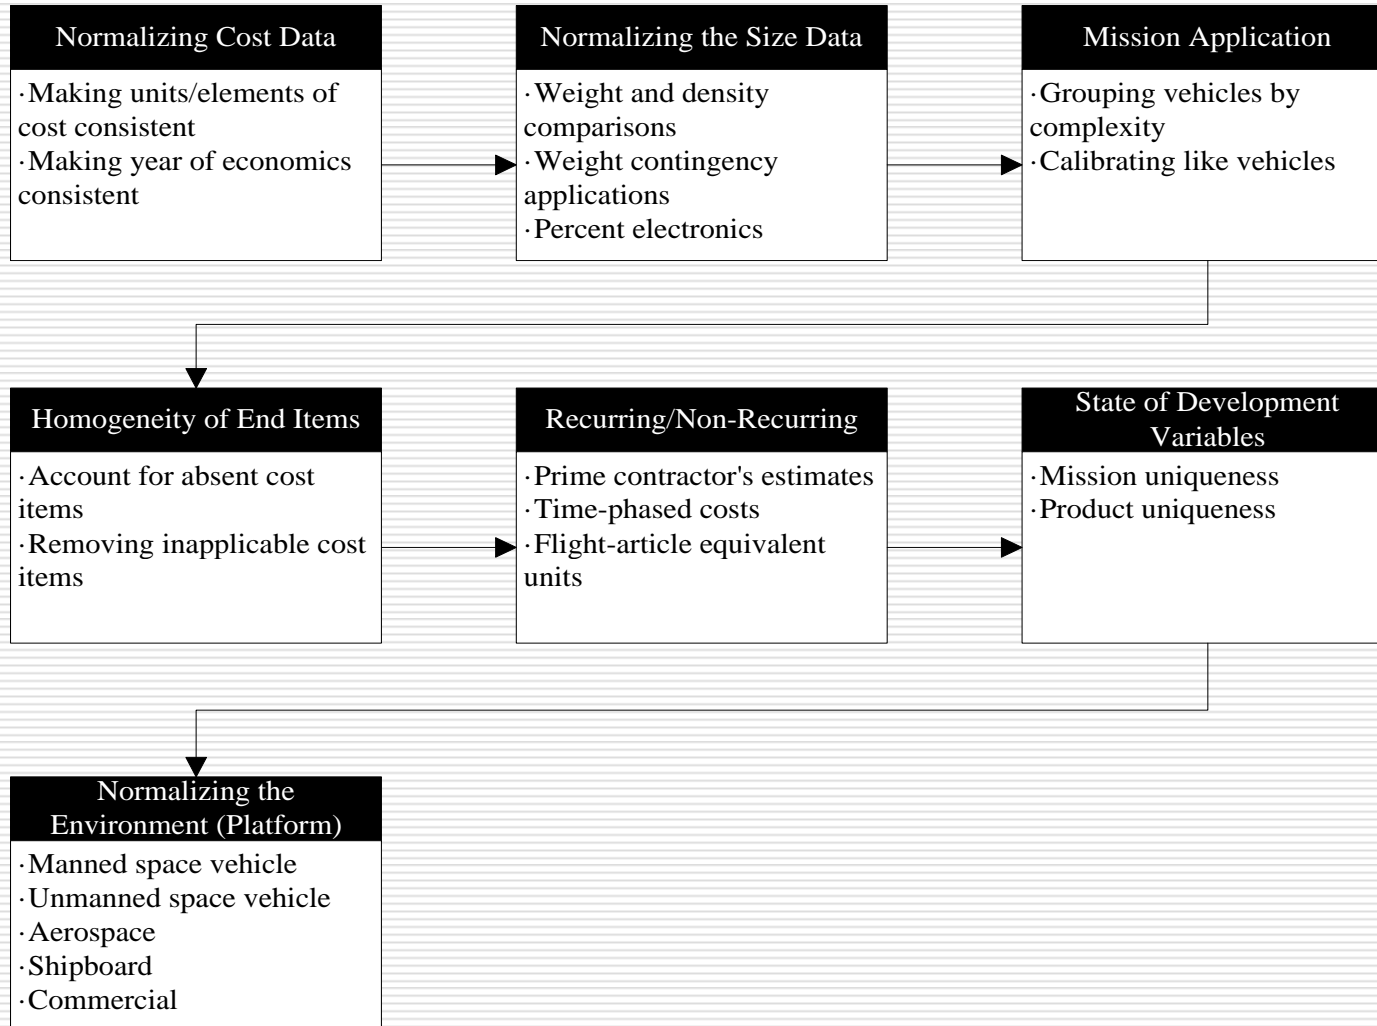 Normalizing Cost Data
·Making units/elements of
cost consistent
·Making year of economics
consistent
Normalizing the Size Data
·Weight and density
comparisons
·Weight contingency
applications
·Percent electronics
Mission Application
·Grouping vehicles by
complexity
·Calibrating like vehicles
Homogeneity of End Items
·Account for absent cost
items
·Removing inapplicable cost
items
Recurring/Non-Recurring
·Prime contractor's estimates
·Time-phased costs
·Flight-article equivalent
units
State of Development
Variables
·Mission uniqueness
·Product uniqueness
Normalizing the
Environment (Platform)
·Manned space vehicle
·Unmanned space vehicle
·Aerospace
·Shipboard
·Commercial